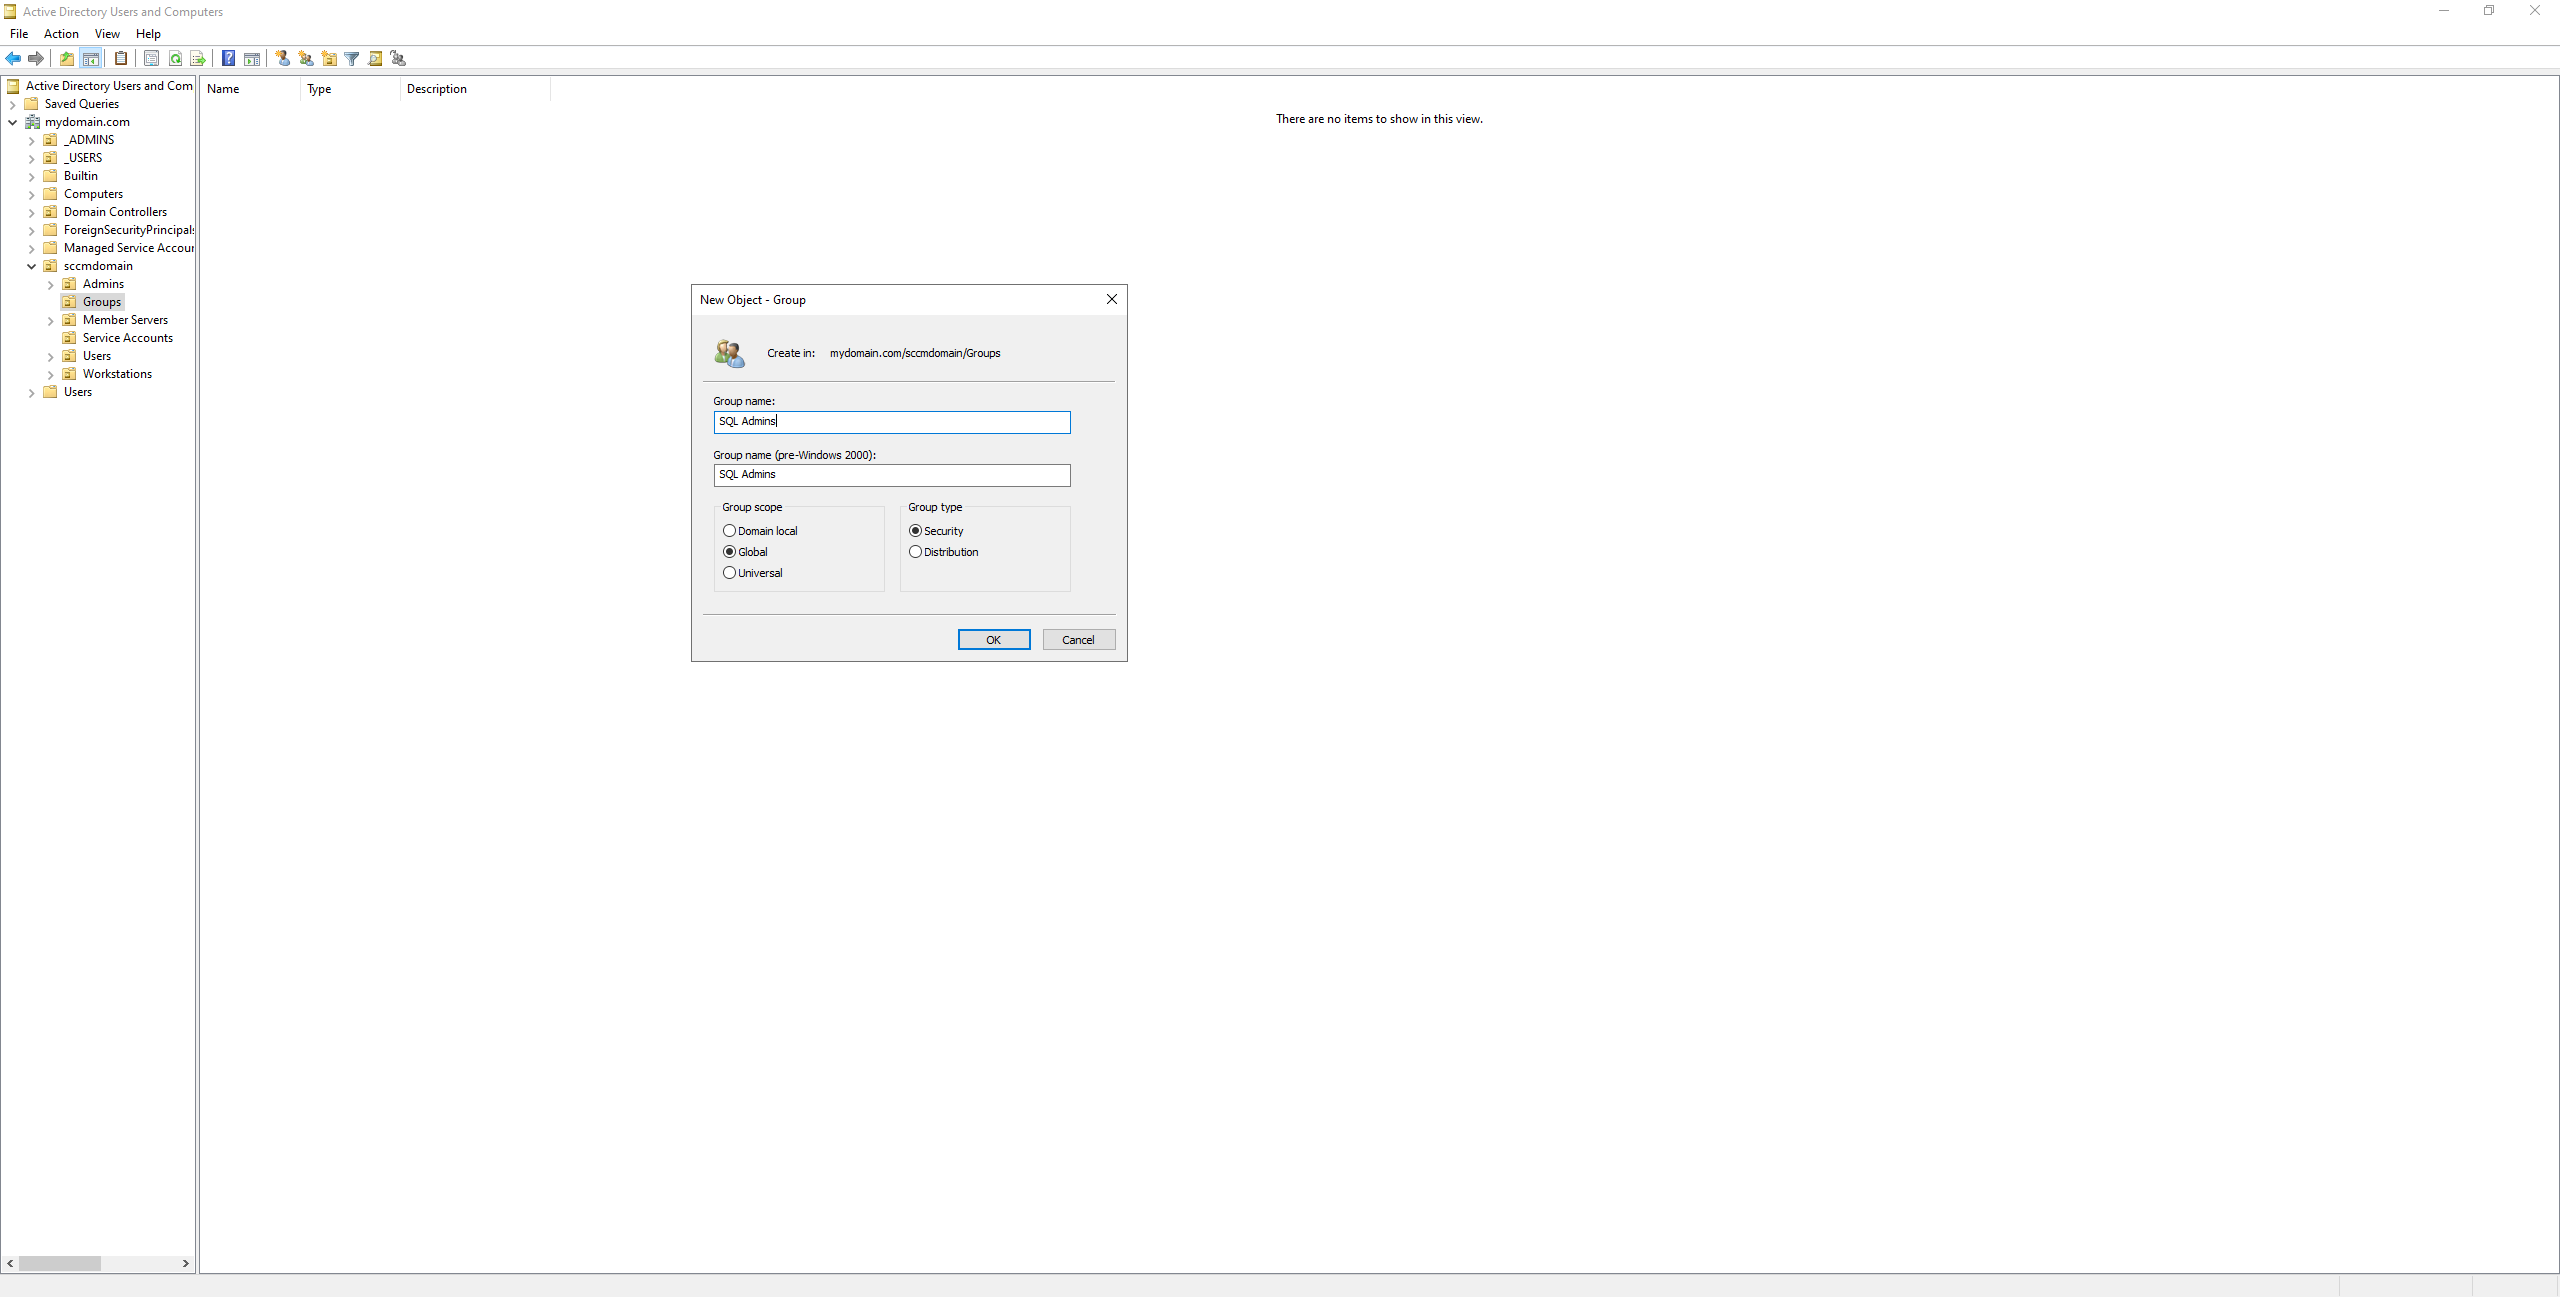 Active Directory Users and Computers
File Action View Help
Active Directory Users and Com
Saved Queries
mydomain.com
_ADMINS
_USERS
Builtin
Computers
Domain Controllers
ForeignSecurityPrincipals
Managed Service Accour
sccmdomain
Admins
Groups
Member Servers
Service Accounts
Users
Workstations
Users
Name Type Description
There are no items to show in this view.
New Object - Group
Create in: mydomain.com/sccmdomain/Groups
Group name:
SQL Admins
Group name (pre-Windows 2000):
SQL Admins
Group scope
Domain local
Global
Universal
Group type
Security
Distribution
OK Cancel